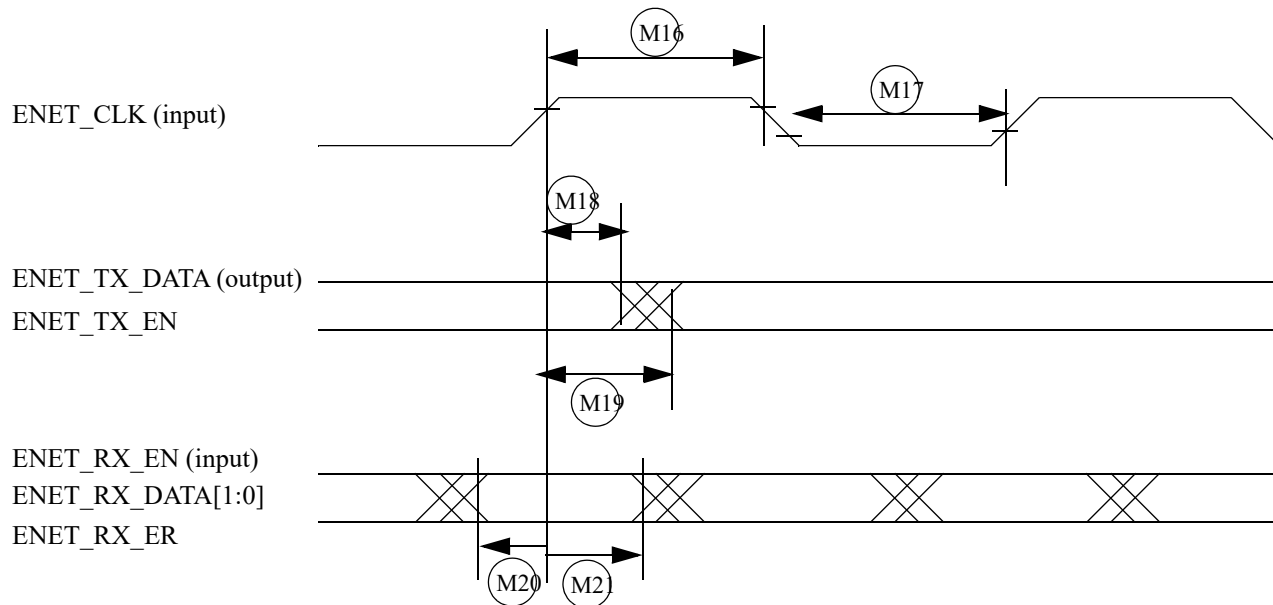 M16
M17
ENET_CLK (input)
M18
ENET_TX_DATA (output)
ENET_TX_EN
M19
ENET_RX_EN (input)
ENET_RX_DATA[1:0]
ENET_RX_ER
M20
M21